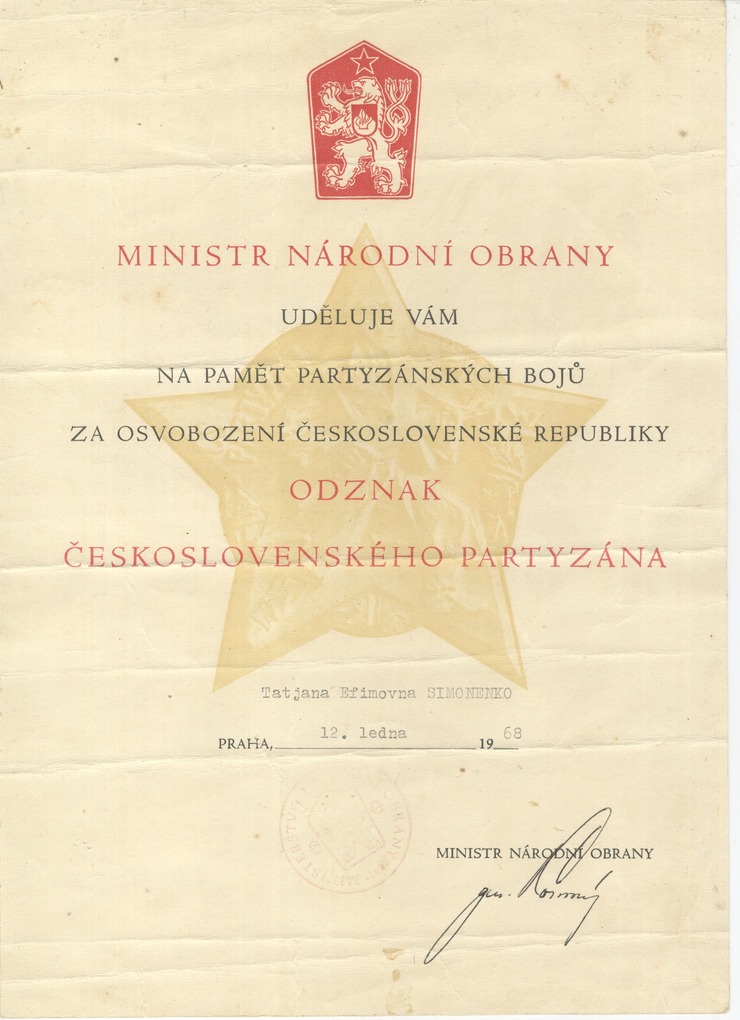 MINISTR NÁRODNÍ OBRANY
UDĚLUJE VÁM
NA PAMĚT PARTYZÁNSKÝCH BOJŮ
ZA OSVOBOZENÍ ČESKOSLOVENSKÉ REPUBLIKY
ODZNAK
ČESKOSLOVENSKÉHO PARTYZÁNA
Tatjana Efimovna SIMONENKO
PRAHA, 12. ledna 1968
OBRANY
MINISTR NÁRODNÍ OBRANY